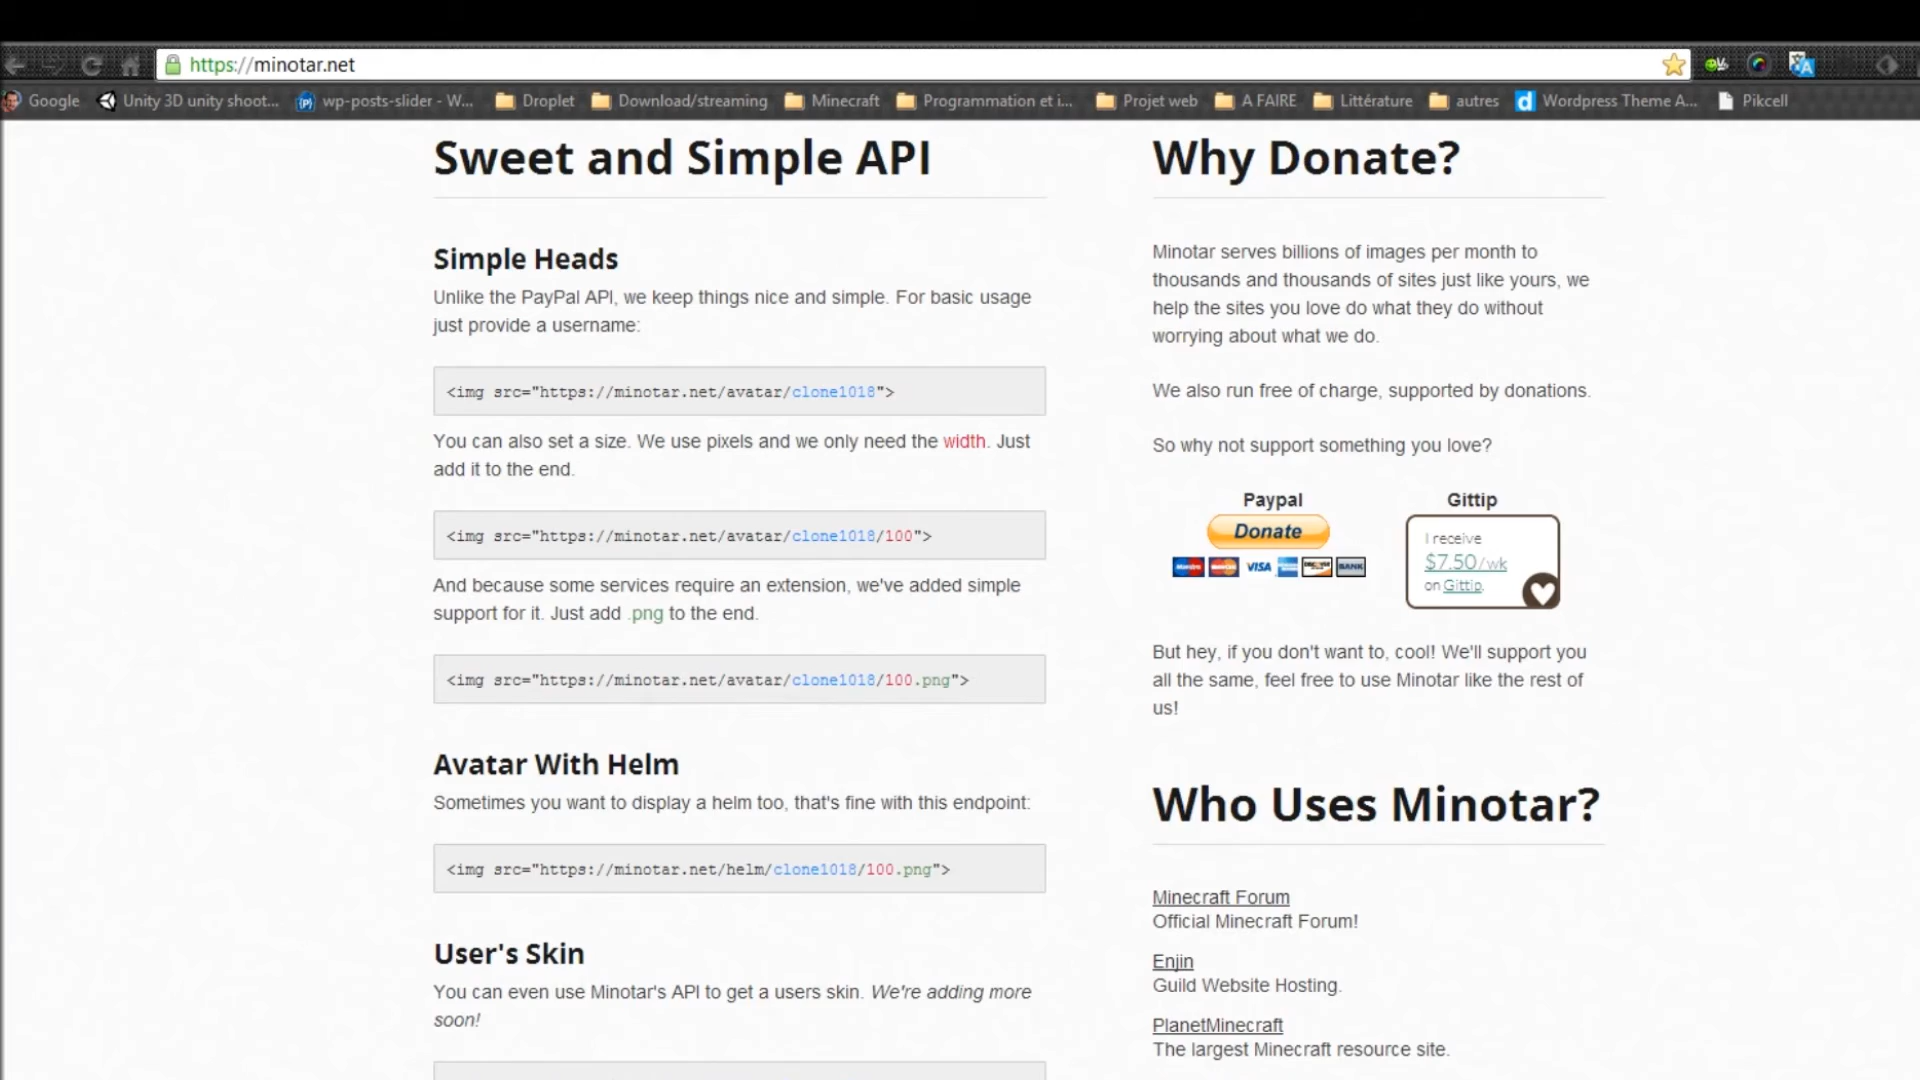 https://minotar.net
Google Unity 3D unity shoot... wp-posts-slider - W... Droplet Download/streaming Minecraft Programmation et i... Projet web A FAIRE Littérature autres Wordpress Theme A... Pikcell
Sweet and Simple API
Simple Heads
Unlike the PayPal API, we keep things nice and simple. For basic usage
just provide a username:
<img src="https://minotar.net/avatar/clone1018">
You can also set a size. We use pixels and we only need the width. Just
add it to the end.
<img src="https://minotar.net/avatar/clone1018/100">
And because some services require an extension, we've added simple
support for it. Just add .png to the end.
<img src="https://minotar.net/avatar/clone1018/100.png">
Avatar With Helm
Sometimes you want to display a helm too, that's fine with this endpoint:
<img src="https://minotar.net/helm/clone1018/100.png">
User's Skin
You can even use Minotar's API to get a users skin. We're adding more
soon!
Why Donate?
Minotar serves billions of images per month to
thousands and thousands of sites just like yours, we
help the sites you love do what they do without
worrying about what we do.
We also run free of charge, supported by donations.
So why not support something you love?
Paypal
Donate
VISA
BANK
Gittip
I receive
$7.50/wk
on Gittip.
But hey, if you don't want to, cool! We'll support you
all the same, feel free to use Minotar like the rest of
us!
Who Uses Minotar?
Minecraft Forum
Official Minecraft Forum!
Enjin
Guild Website Hosting.
PlanetMinecraft
The largest Minecraft resource site.